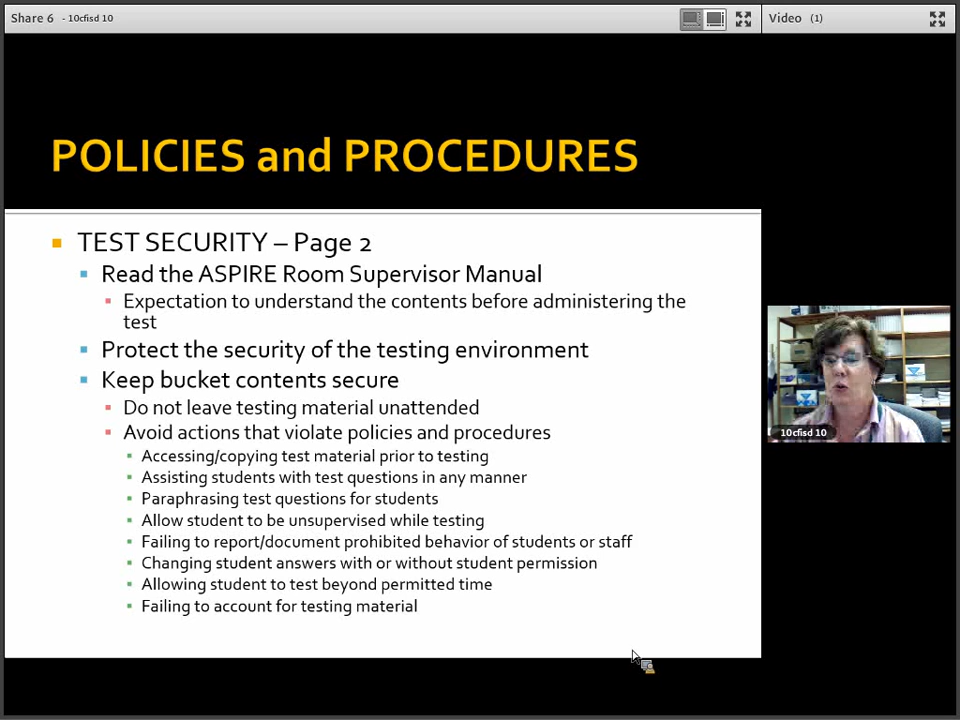 Share 6 - 10cfisd 10
Video (1)
POLICIES and PROCEDURES
TEST SECURITY – Page 2
Read the ASPIRE Room Supervisor Manual
Expectation to understand the contents before administering the
test
Protect the security of the testing environment
Keep bucket contents secure
Do not leave testing material unattended
Avoid actions that violate policies and procedures
Accessing/copying test material prior to testing
Assisting students with test questions in any manner
Paraphrasing test questions for students
Allow student to be unsupervised while testing
Failing to report/document prohibited behavior of students or staff
Changing student answers with or without student permission
Allowing student to test beyond permitted time
Failing to account for testing material
10cfisd 10